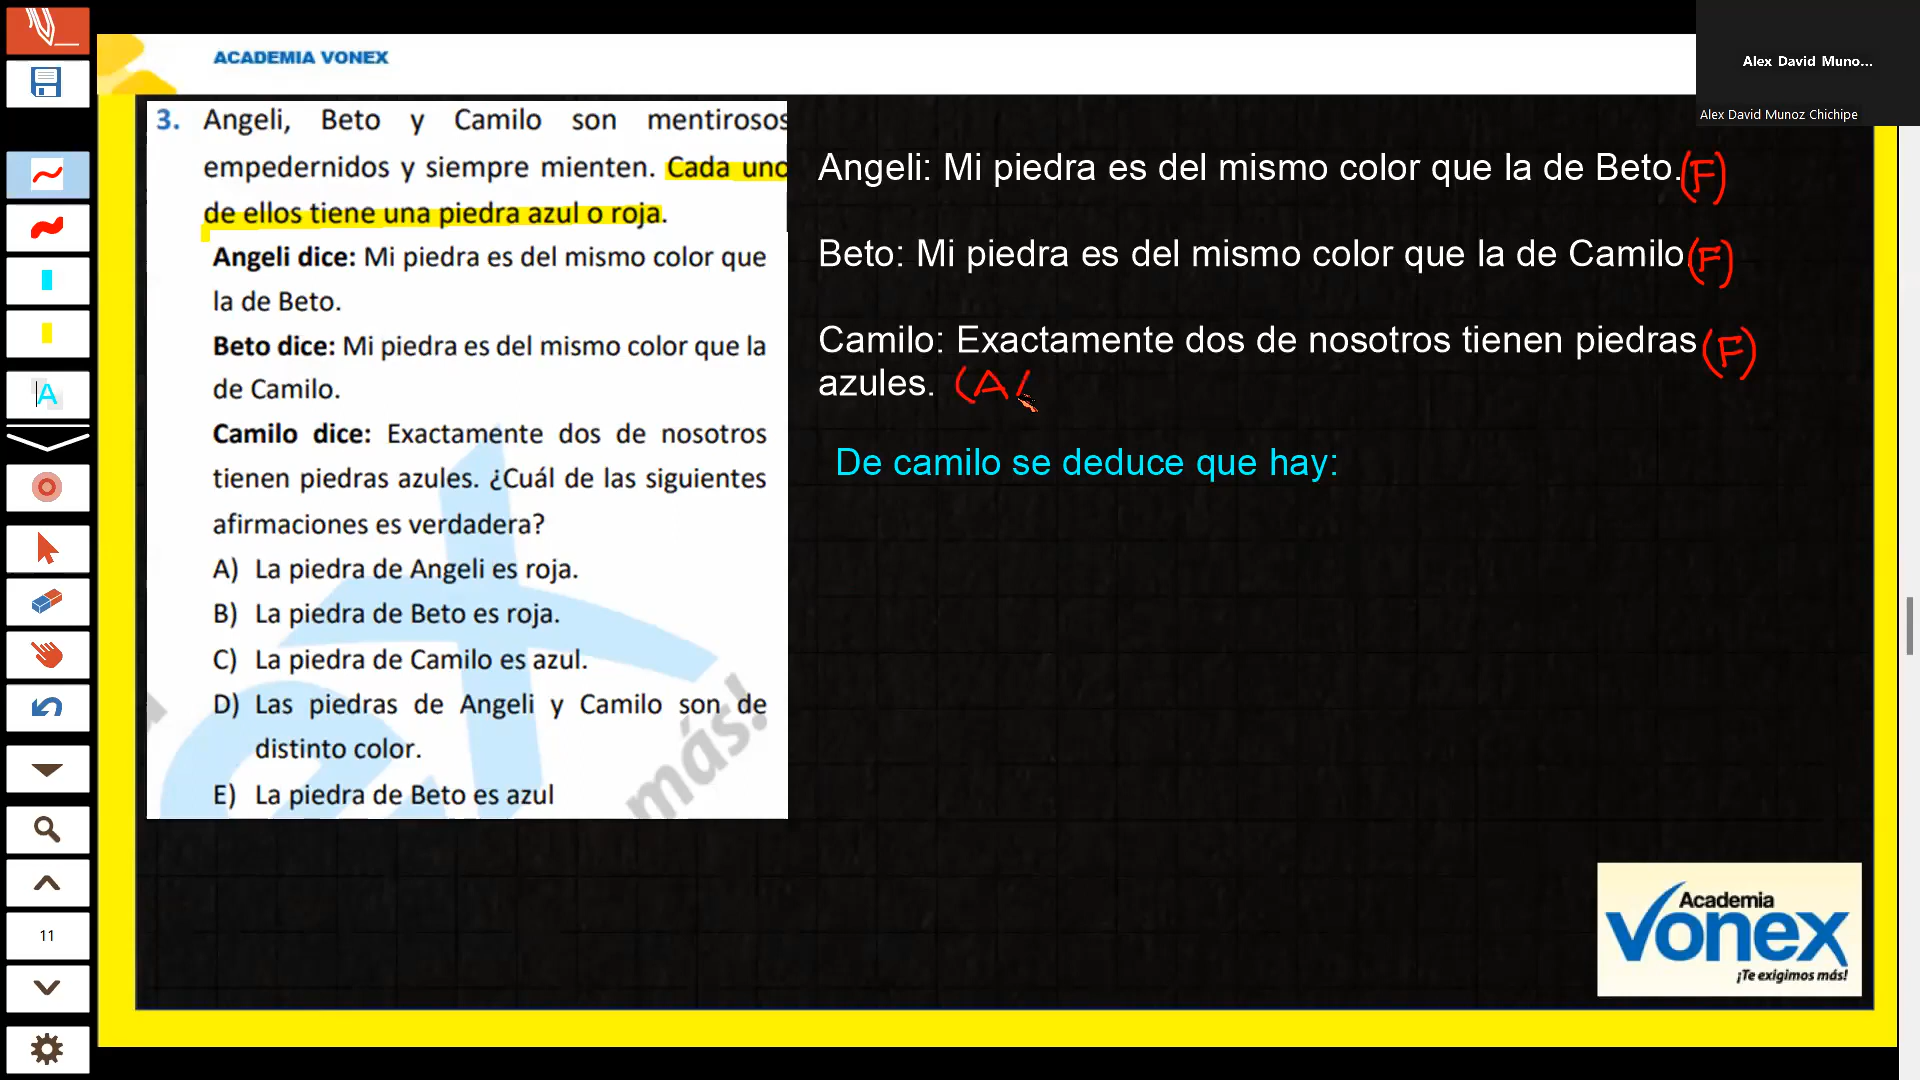 ACADEMIA VONEX
Alex David Muno...
Alex David Munoz Chichipe
3. Angeli, Beto y Camilo son mentirosos
empedernidos y siempre mienten. Cada uno
de ellos tiene una piedra azul o roja.
Angeli dice: Mi piedra es del mismo color que
la de Beto.
Beto dice: Mi piedra es del mismo color que la
de Camilo.
Camilo dice: Exactamente dos de nosotros
tienen piedras azules. ¿Cuál de las siguientes
afirmaciones es verdadera?
A) La piedra de Angeli es roja.
B) La piedra de Beto es roja.
C) La piedra de Camilo es azul.
D) Las piedras de Angeli y Camilo son de
distinto color.
E) La piedra de Beto es azul
más!
Angeli: Mi piedra es del mismo color que la de Beto. (F)
Beto: Mi piedra es del mismo color que la de Camilo (F)
Camilo: Exactamente dos de nosotros tienen piedras (F)
azules. (A
De camilo se deduce que hay:
A
11
Academia
Vonex
¡Te exigimos más!